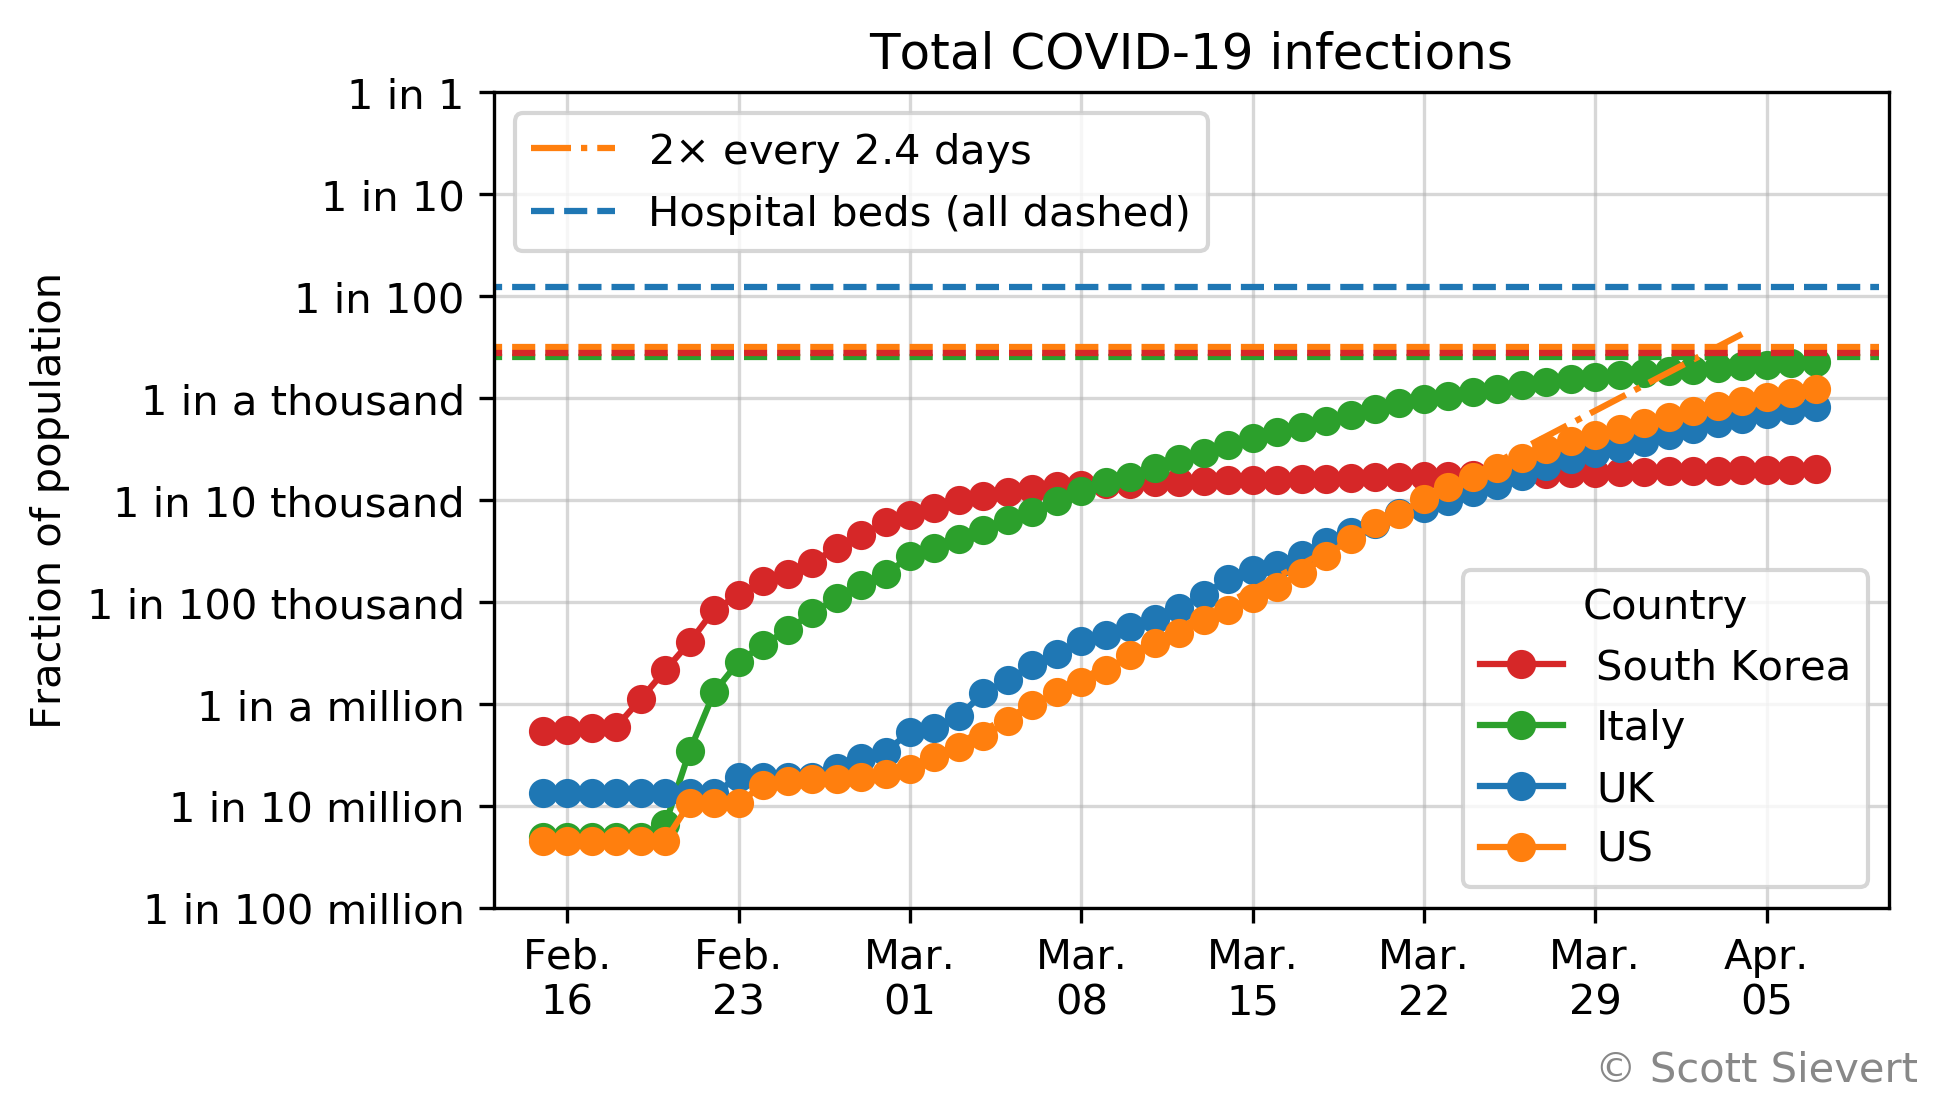 Total COVID-19 infections
1 in 1
1 in 10
1 in 100
1 in a thousand
1 in 10 thousand
1 in 100 thousand
1 in a million
1 in 10 million
1 in 100 million
Fraction of population
2× every 2.4 days
Hospital beds (all dashed)
Country
South Korea
Italy
UK
US
Feb.
16
Feb.
23
Mar.
01
Mar.
08
Mar.
15
Mar.
22
Mar.
29
Apr.
05
© Scott Sievert